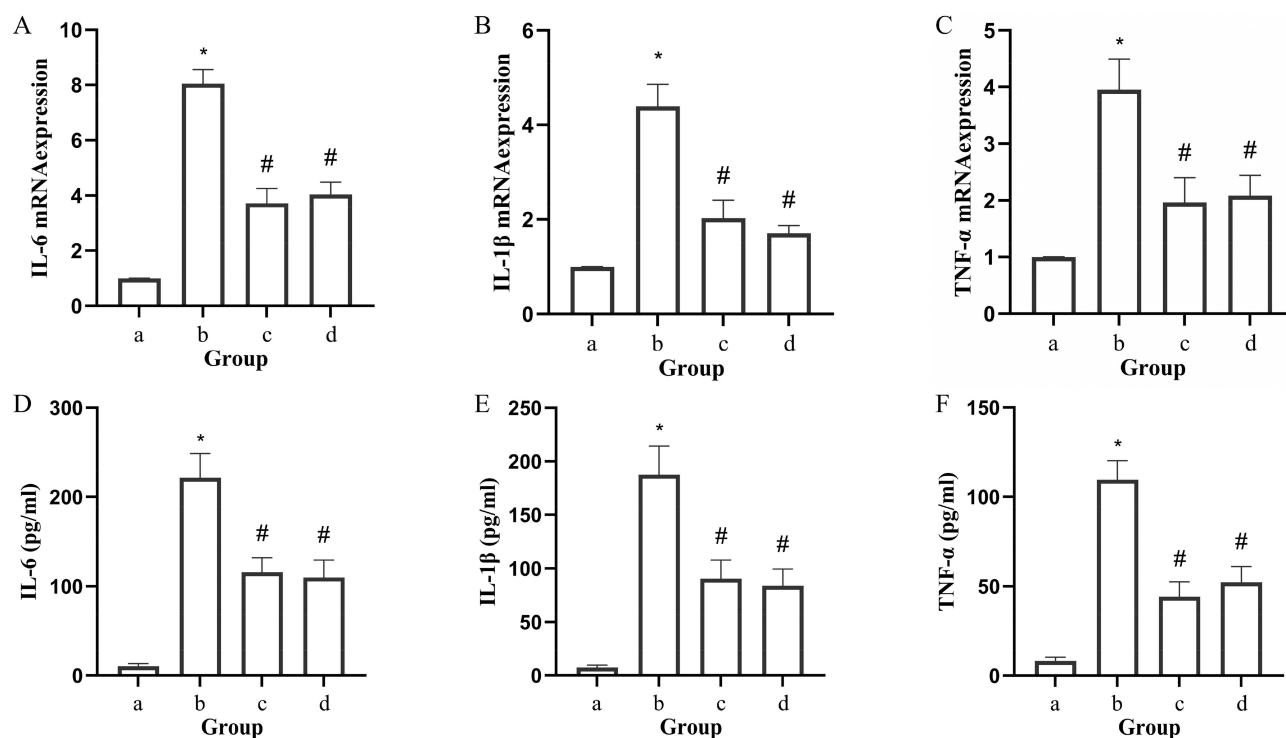 A
IL-6 mRNAexpression
10
8
6
4
2
0
*
#
#
a b c d
Group
B
IL-1β mRNAexpression
6
4
2
0
*
#
#
a b c d
Group
C
TNF-α mRNAexpression
5
4
3
2
1
0
*
#
#
a b c d
Group
D
IL-6 (pg/ml)
300
200
100
0
*
#
#
a b c d
Group
E
IL-1β (pg/ml)
250
200
150
100
50
0
*
#
#
a b c d
Group
F
TNF-α (pg/ml)
150
100
50
0
*
#
#
a b c d
Group